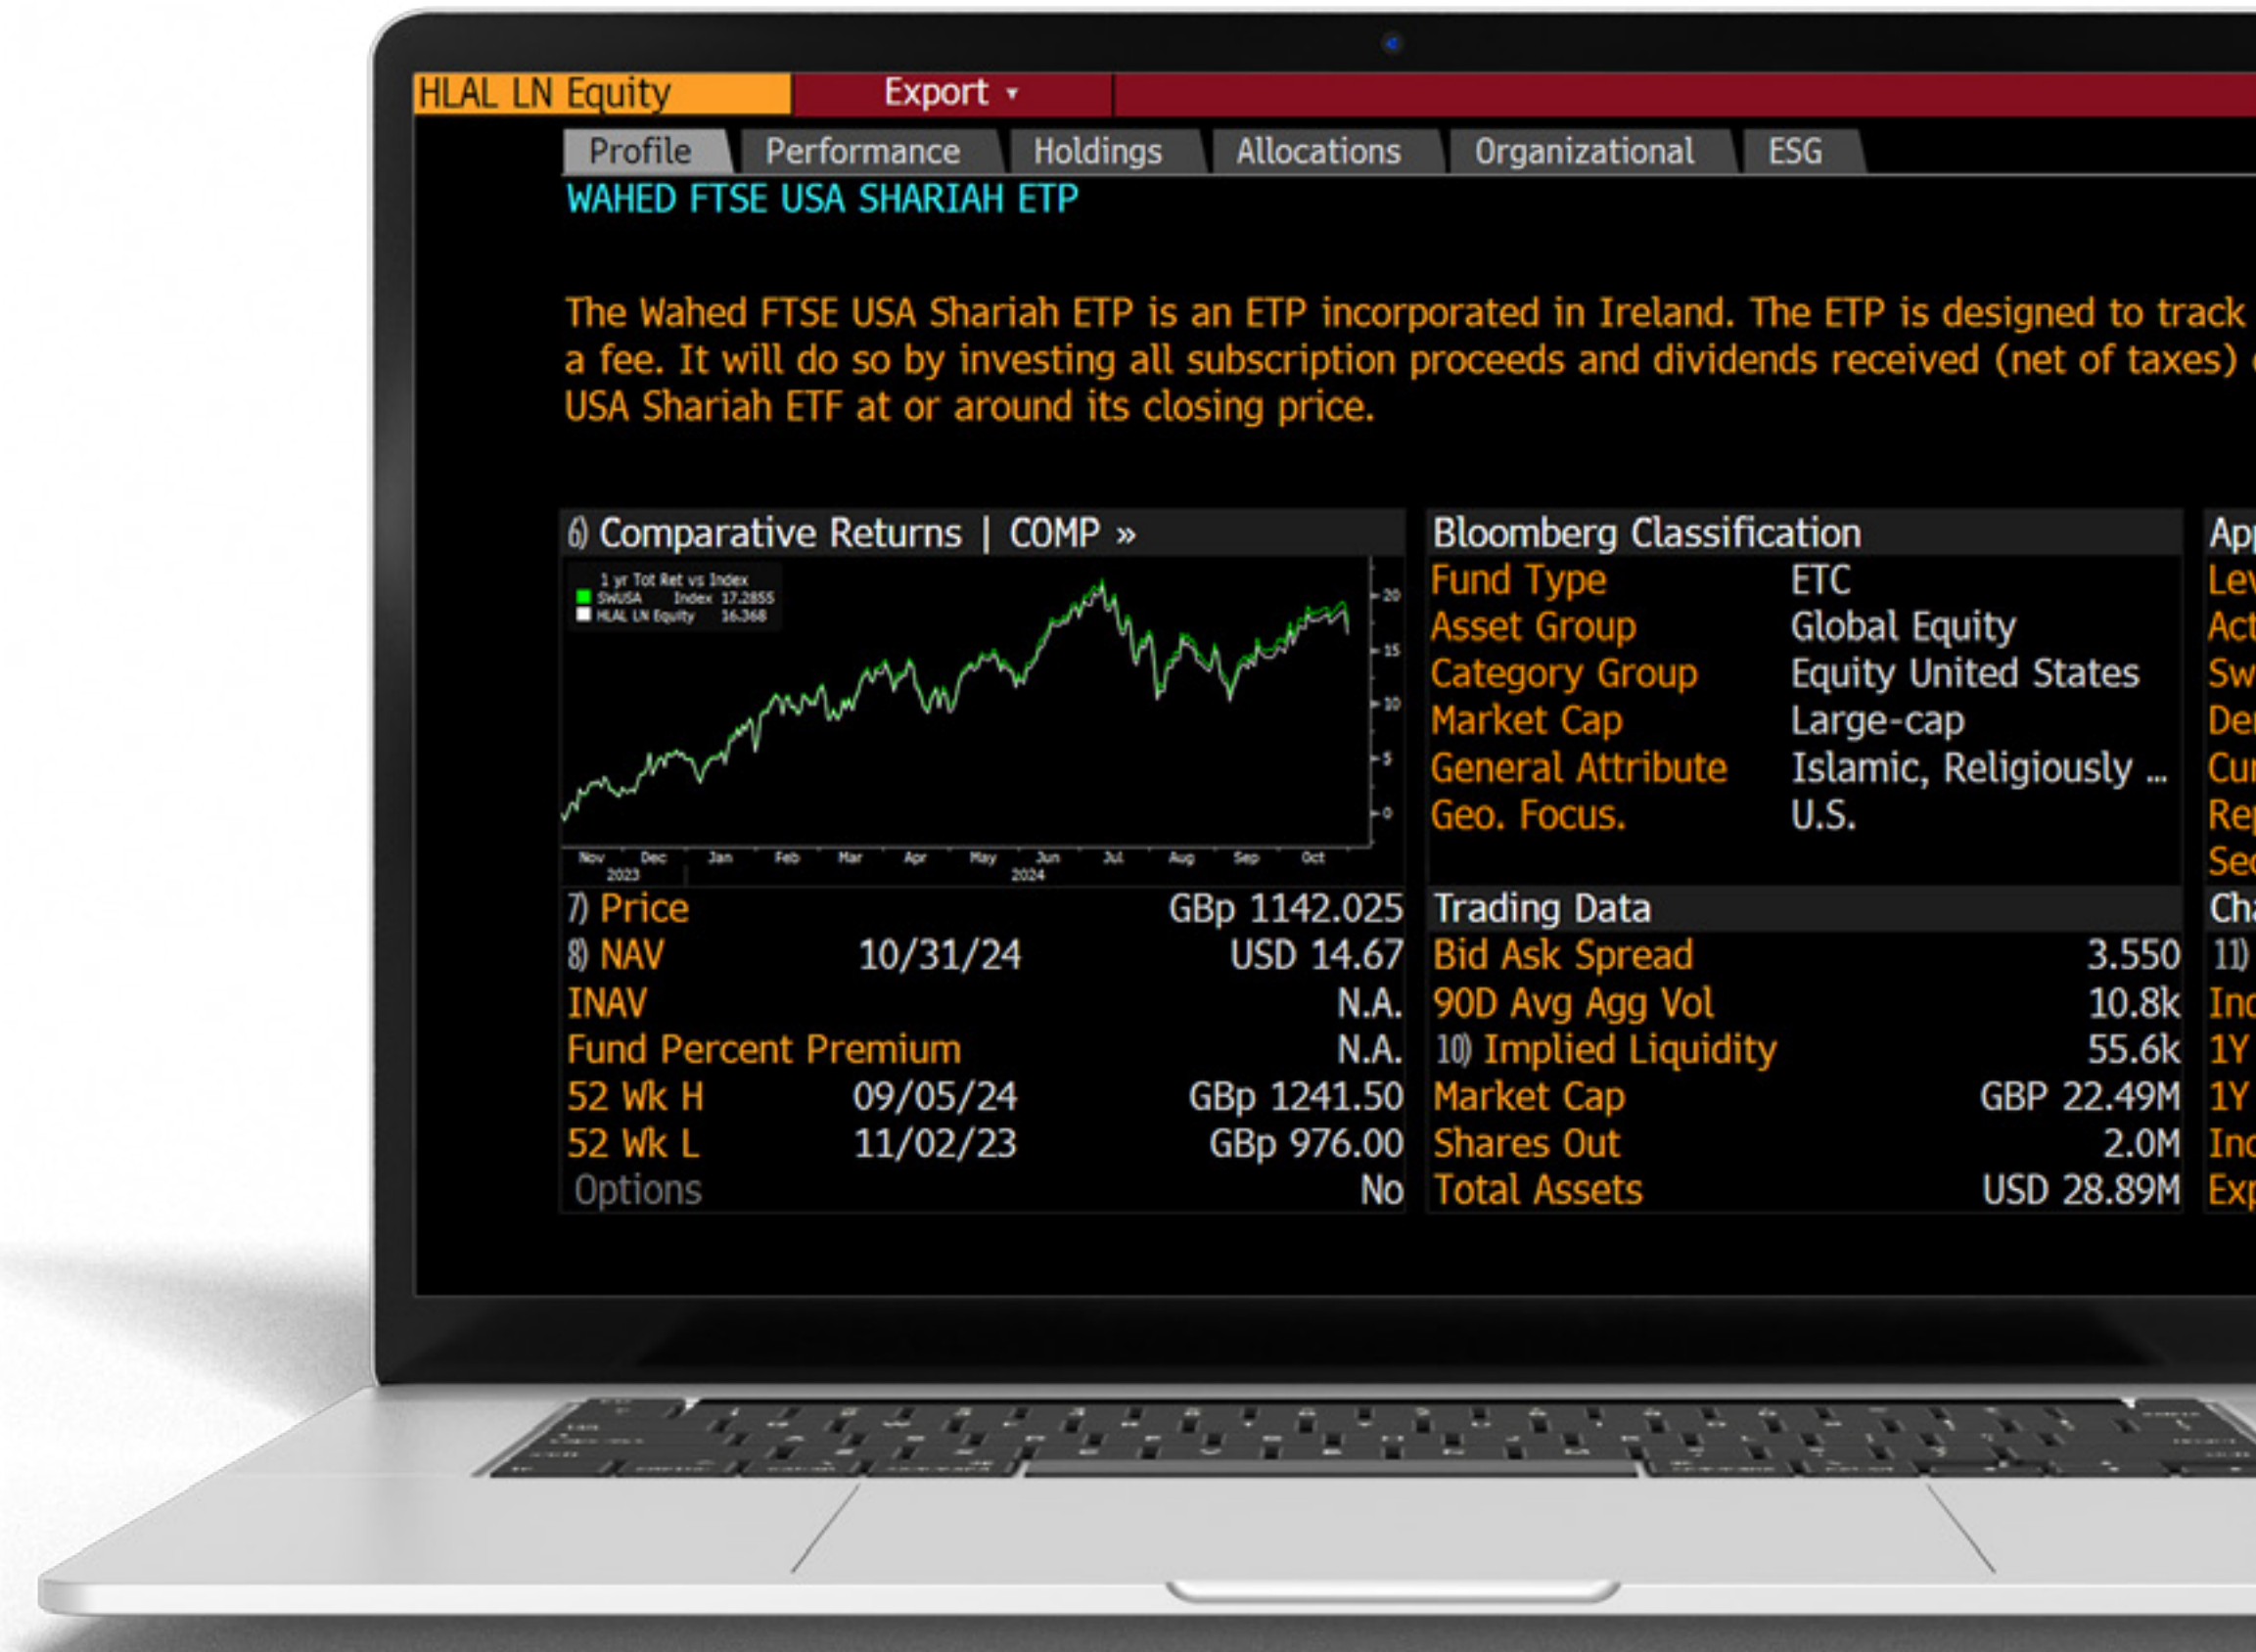 HLAL LN Equity
Export
Profile Performance Holdings Allocations Organizational ESG
WAHED FTSE USA SHARIAH ETP
The Wahed FTSE USA Shariah ETP is an ETP incorporated in Ireland. The ETP is designed to track
a fee. It will do so by investing all subscription proceeds and dividends received (net of taxes)
USA Shariah ETF at or around its closing price.
6) Comparative Returns | COMP »
1 yr Tot Ret vs Index
SWUSA Index 17.2855
HLAL LN Equity 16.368
20
15
10
5
0
Nov Dec Jan Feb Mar Apr May Jun Jul Aug Sep Oct
2023 2024
7) Price GBp 1142.025
8) NAV 10/31/24 USD 14.67
INAV N.A.
Fund Percent Premium N.A.
52 Wk H 09/05/24 GBp 1241.50
52 Wk L 11/02/23 GBp 976.00
Options No
Bloomberg Classification
Fund Type ETC
Asset Group Global Equity
Category Group Equity United States
Market Cap Large-cap
General Attribute Islamic, Religiously ...
Geo. Focus. U.S.
Trading Data
Bid Ask Spread 3.550
90D Avg Agg Vol 10.8k
10) Implied Liquidity 55.6k
Market Cap GBP 22.49M
Shares Out 2.0M
Total Assets USD 28.89M
11)
1Y
1Y